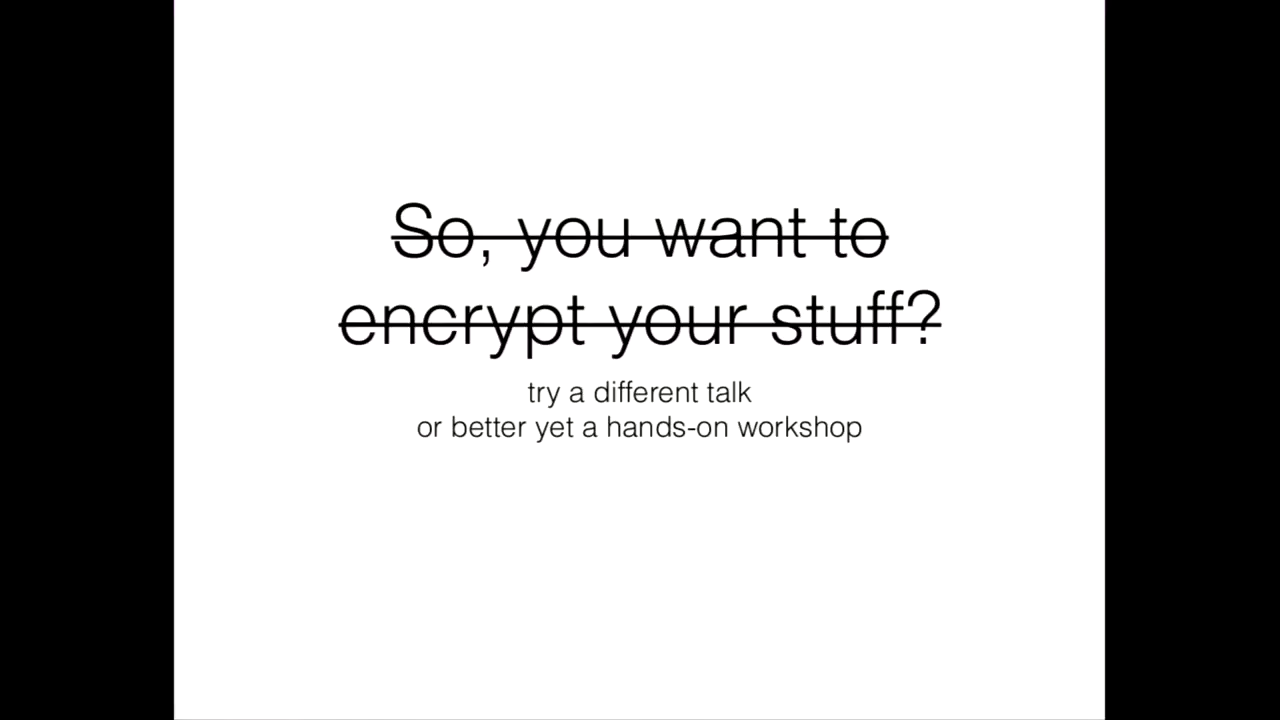 So, you want to
encrypt your stuff?
try a different talk
or better yet a hands-on workshop